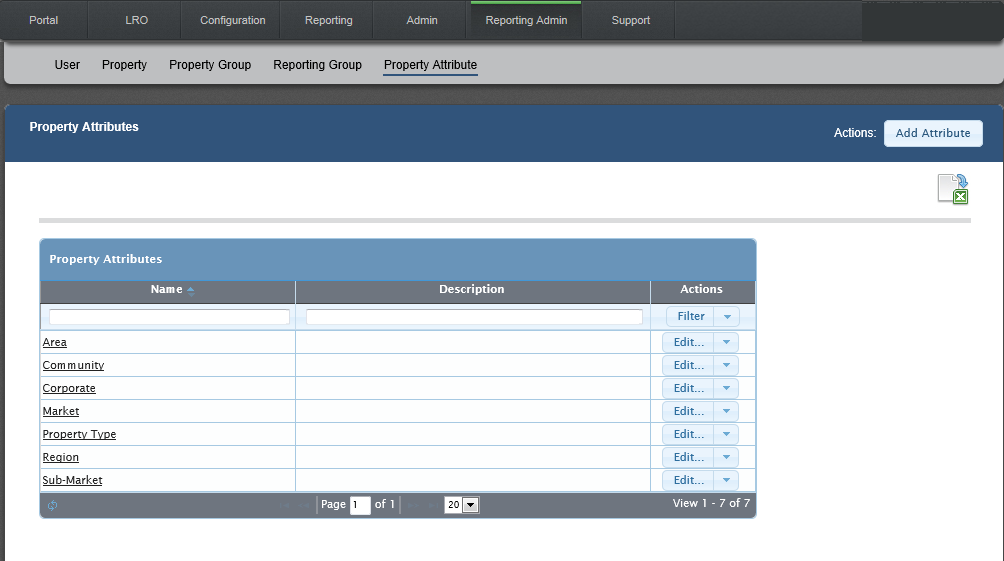 Portal LRO Configuration Reporting Admin Reporting Admin Support
User Property Property Group Reporting Group Property Attribute
Property Attributes
Actions: Add Attribute
Property Attributes
Name Description Actions
Filter
Area Edit...
Community Edit...
Corporate Edit...
Market Edit...
Property Type Edit...
Region Edit...
Sub-Market Edit...
Page 1 of 1 20 View 1 - 7 of 7